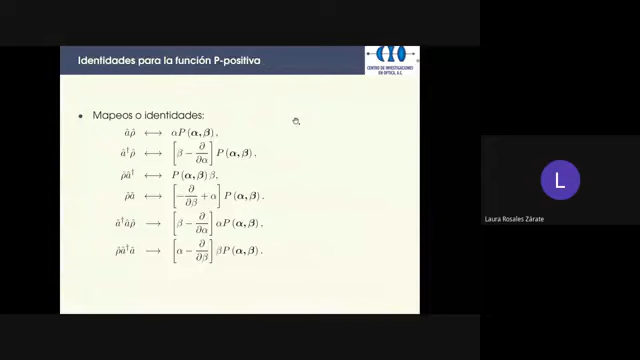 Identidades para la función P-positiva
CENTRO DE INVESTIGACIONES
EN ÓPTICA, A.C.
• Mapeos o identidades:
âρ̂ ⟷ αP (α,β),
â†ρ̂ ⟷ [β − ∂/∂α] P (α,β),
ρ̂â† ⟷ P (α,β) β,
ρ̂â ⟷ [−∂/∂β + α] P (α,β).
â†âρ̂ ⟶ [β − ∂/∂α] αP (α,β),
ρ̂â†â ⟶ [α − ∂/∂β] βP (α,β).
L
Laura Rosales Zárate